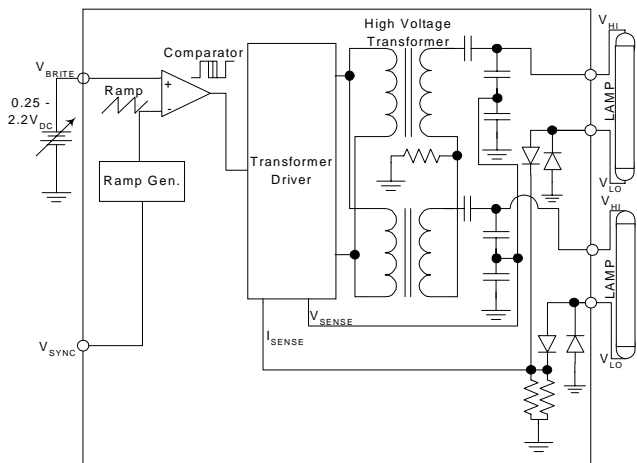 High Voltage
Transformer
V_HI
Comparator
V_BRITE
Ramp
+
-
0.25 -
2.2V_DC
LAMP
Transformer
Driver
Ramp Gen.
V_LO
V_HI
LAMP
V_SENSE
I_SENSE
V_SYNC
V_LO